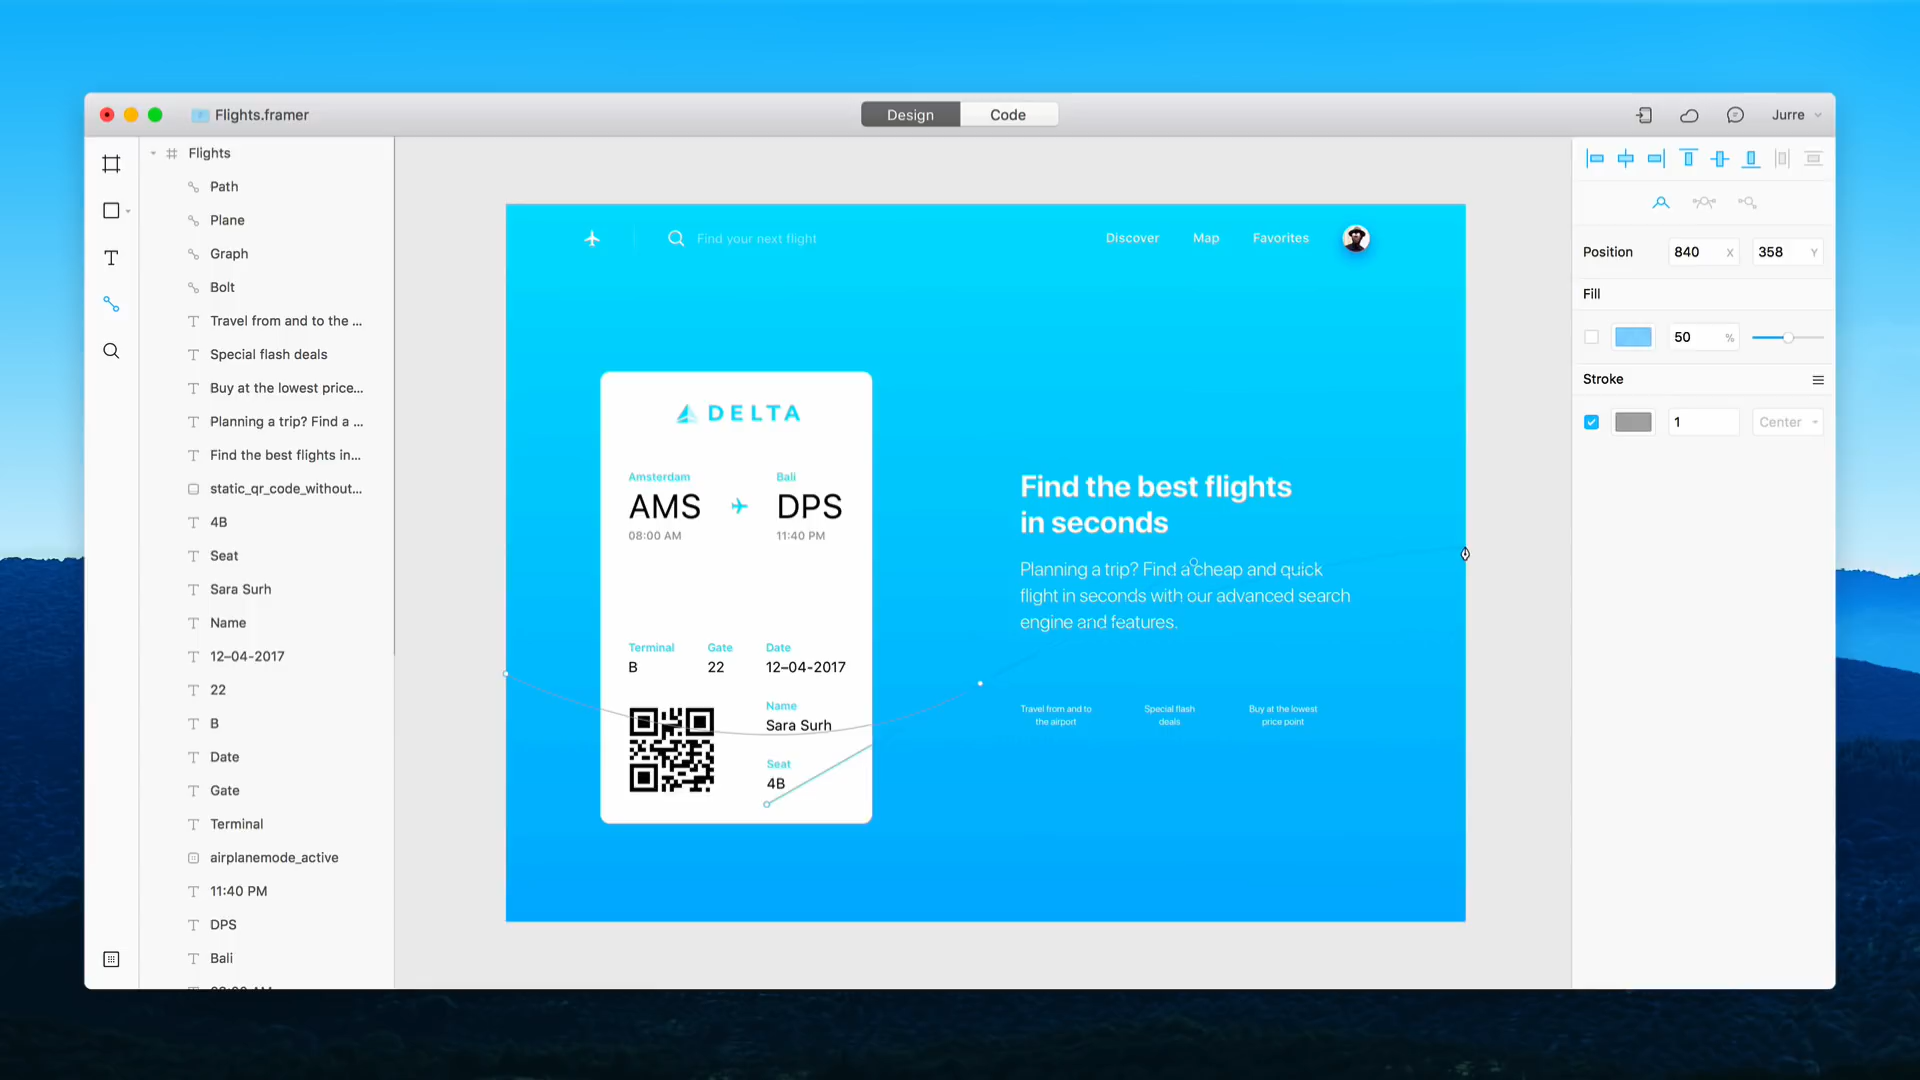 Flights.framer
Design
Code
Jurre
Flights
Path
Plane
Graph
Bolt
Travel from and to the ...
Special flash deals
Buy at the lowest price...
Planning a trip? Find a ...
Find the best flights in...
static_qr_code_without...
4B
Seat
Sara Surh
Name
12–04-2017
22
B
Date
Gate
Terminal
airplanemode_active
11:40 PM
DPS
Bali
Find your next flight
Discover
Map
Favorites
DELTA
Amsterdam
Bali
AMS
DPS
08:00 AM
11:40 PM
Terminal
Gate
Date
B
22
12–04-2017
Name
Sara Surh
Seat
4B
Find the best flights
in seconds
Planning a trip? Find a cheap and quick
flight in seconds with our advanced search
engine and features.
Travel from and to
the airport
Special flash
deals
Buy at the lowest
price point
Position
840 X
358 Y
Fill
50 %
Stroke
1
Center